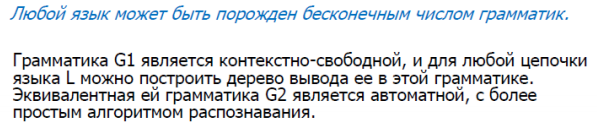 Любой язык может быть порожден бесконечным числом грамматик.
Грамматика G1 является контекстно-свободной, и для любой цепочки
языка L можно построить дерево вывода ее в этой грамматике.
Эквивалентная ей грамматика G2 является автоматной, с более
простым алгоритмом распознавания.